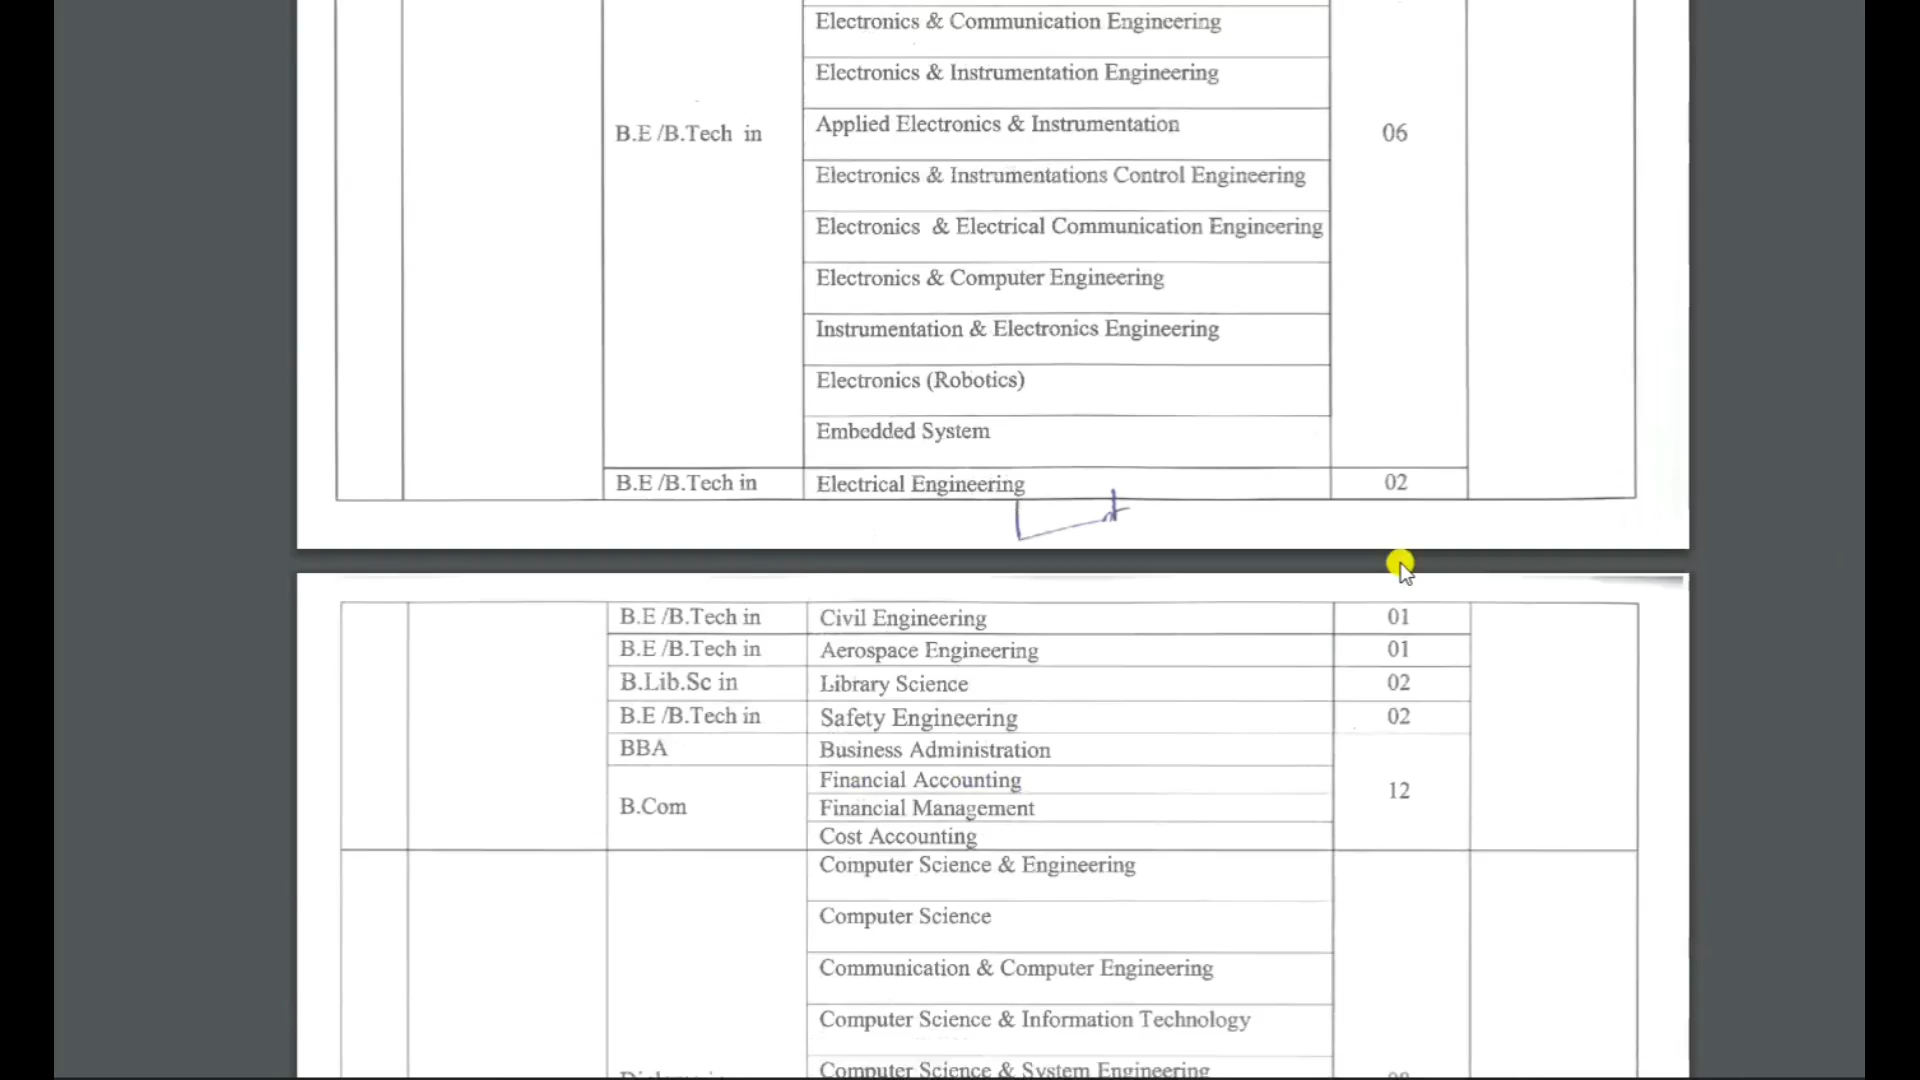 Electronics & Communication Engineering
Electronics & Instrumentation Engineering
B.E /B.Tech in
Applied Electronics & Instrumentation
06
Electronics & Instrumentations Control Engineering
Electronics & Electrical Communication Engineering
Electronics & Computer Engineering
Instrumentation & Electronics Engineering
Electronics (Robotics)
Embedded System
B.E /B.Tech in Electrical Engineering 02
B.E /B.Tech in Civil Engineering 01
B.E /B.Tech in Aerospace Engineering 01
B.Lib.Sc in Library Science 02
B.E /B.Tech in Safety Engineering 02
BBA Business Administration
12
B.Com
Financial Accounting
Financial Management
Cost Accounting
Computer Science & Engineering
Computer Science
Communication & Computer Engineering
Computer Science & Information Technology
Computer Science & System Engineering